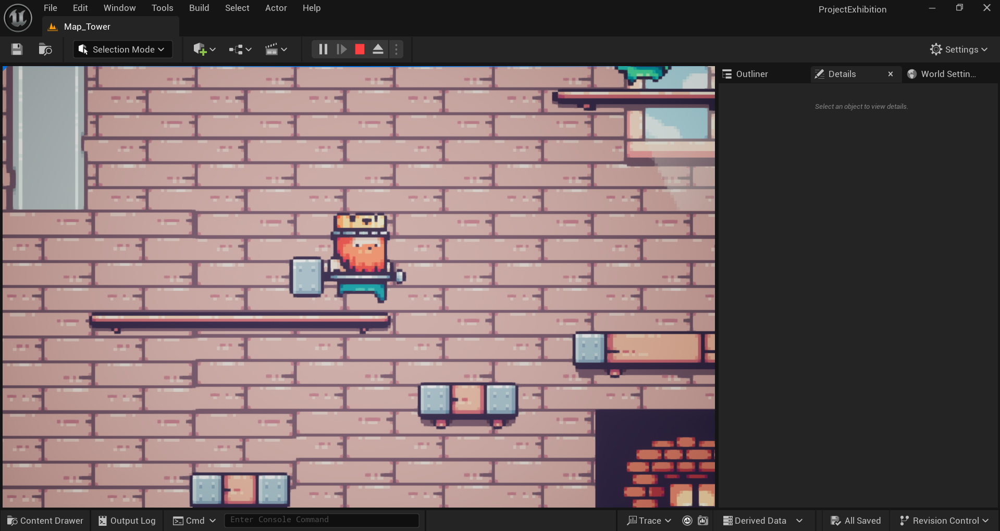 File Edit Window Tools Build Select Actor Help
ProjectExhibition
Map_Tower
Selection Mode
Settings
Outliner
Details
World Settin...
Select an object to view details.
Content Drawer
Output Log
Cmd
Enter Console Command
Trace
Derived Data
All Saved
Revision Control